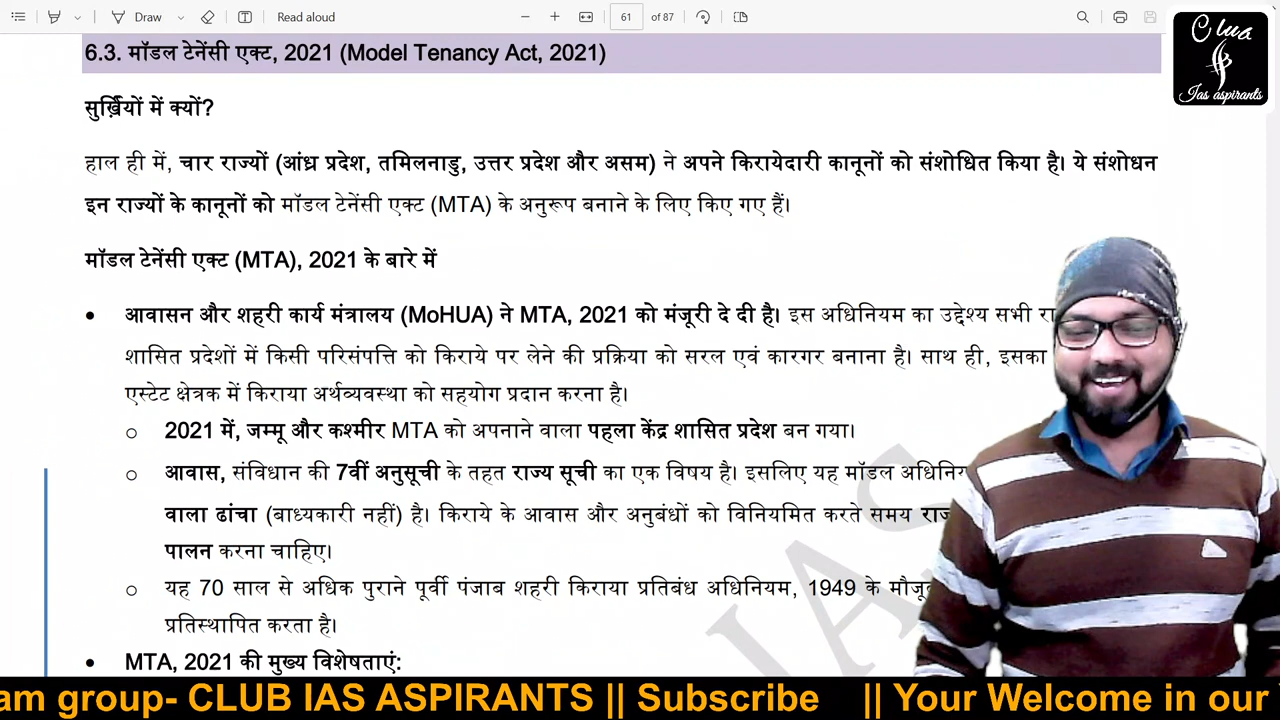 Draw
Read aloud
61
of 87
Clua
Ias aspirants
6.3. मॉडल टेनेंसी एक्ट, 2021 (Model Tenancy Act, 2021)
सुर्ख़ियों में क्यों?
हाल ही में, चार राज्यों (आंध्र प्रदेश, तमिलनाडु, उत्तर प्रदेश और असम) ने अपने किरायेदारी कानूनों को संशोधित किया है। ये संशोधन
इन राज्यों के कानूनों को मॉडल टेनेंसी एक्ट (MTA) के अनुरूप बनाने के लिए किए गए हैं।
मॉडल टेनेंसी एक्ट (MTA), 2021 के बारे में
● आवासन और शहरी कार्य मंत्रालय (MoHUA) ने MTA, 2021 को मंजूरी दे दी है। इस अधिनियम का उद्देश्य सभी
शासित प्रदेशों में किसी परिसंपत्ति को किराये पर लेने की प्रक्रिया को सरल एवं कारगर बनाना है। साथ ही, इसका
एस्टेट क्षेत्रक में किराया अर्थव्यवस्था को सहयोग प्रदान करना है।
○ 2021 में, जम्मू और कश्मीर MTA को अपनाने वाला पहला केंद्र शासित प्रदेश बन गया।
○ आवास, संविधान की 7वीं अनुसूची के तहत राज्य सूची का एक विषय है। इसलिए यह मॉडल
वाला ढांचा (बाध्यकारी नहीं) है। किराये के आवास और अनुबंधों को विनियमित करते समय
पालन करना चाहिए।
○ यह 70 साल से अधिक पुराने पूर्वी पंजाब शहरी किराया प्रतिबंध अधिनियम, 1949 के
प्रतिस्थापित करता है।
● MTA, 2021 की मुख्य विशेषताएं:
IAS
am group- CLUB IAS ASPIRANTS || Subscribe || Your Welcome in our